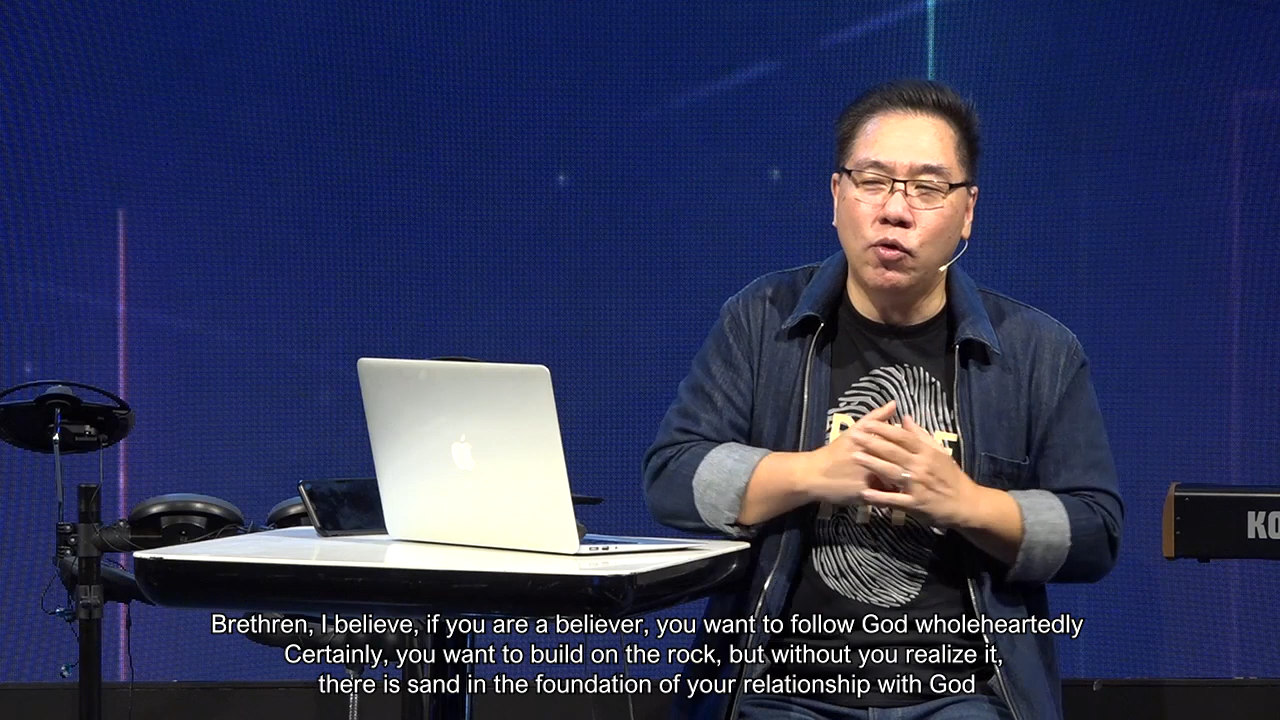 KO
Brethren, I believe, if you are a believer, you want to follow God wholeheartedly
Certainly, you want to build on the rock, but without you realize it,
there is sand in the foundation of your relationship with God